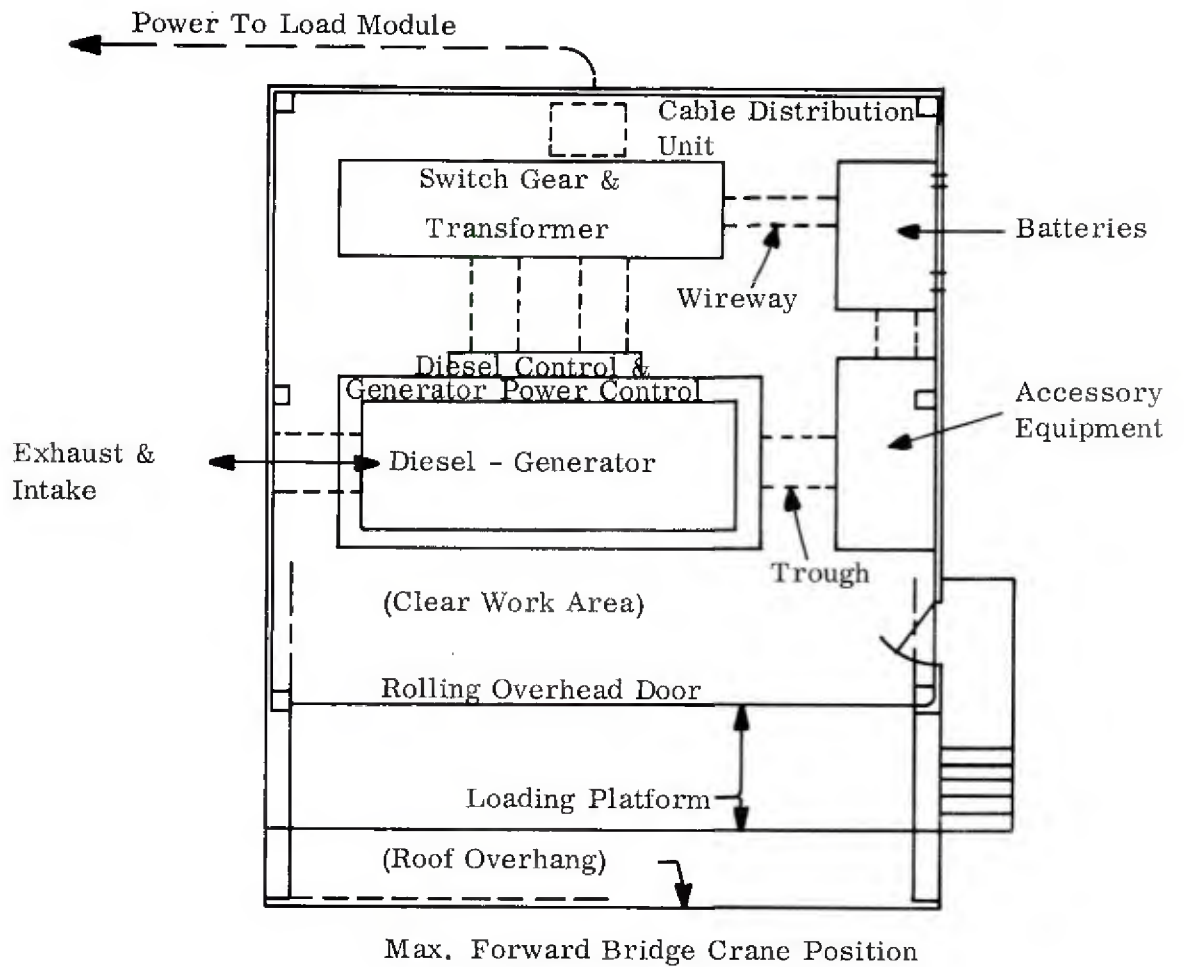 Power To Load Module
Cable Distribution
Unit
Switch Gear &
Transformer
Batteries
Wireway
Diesel Control &
Generator Power Control
Accessory
Equipment
Exhaust &
Intake
Diesel - Generator
Trough
(Clear Work Area)
Rolling Overhead Door
Loading Platform
(Roof Overhang)
Max. Forward Bridge Crane Position